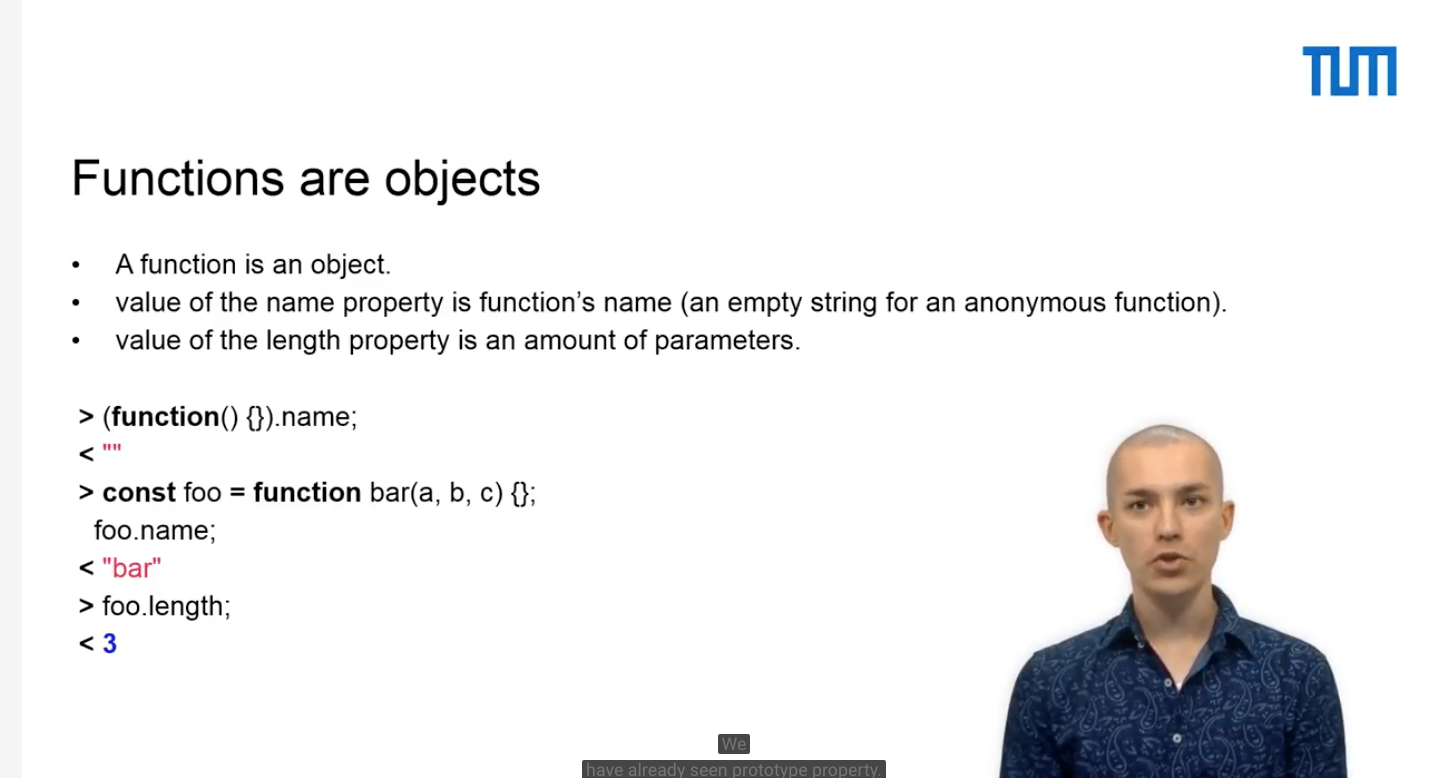 TUM
Functions are objects
• A function is an object.
• value of the name property is function’s name (an empty string for an anonymous function).
• value of the length property is an amount of parameters.
> (function() {}).name;
< ""
> const foo = function bar(a, b, c) {};
foo.name;
< "bar"
> foo.length;
< 3
We
have already seen prototype property.